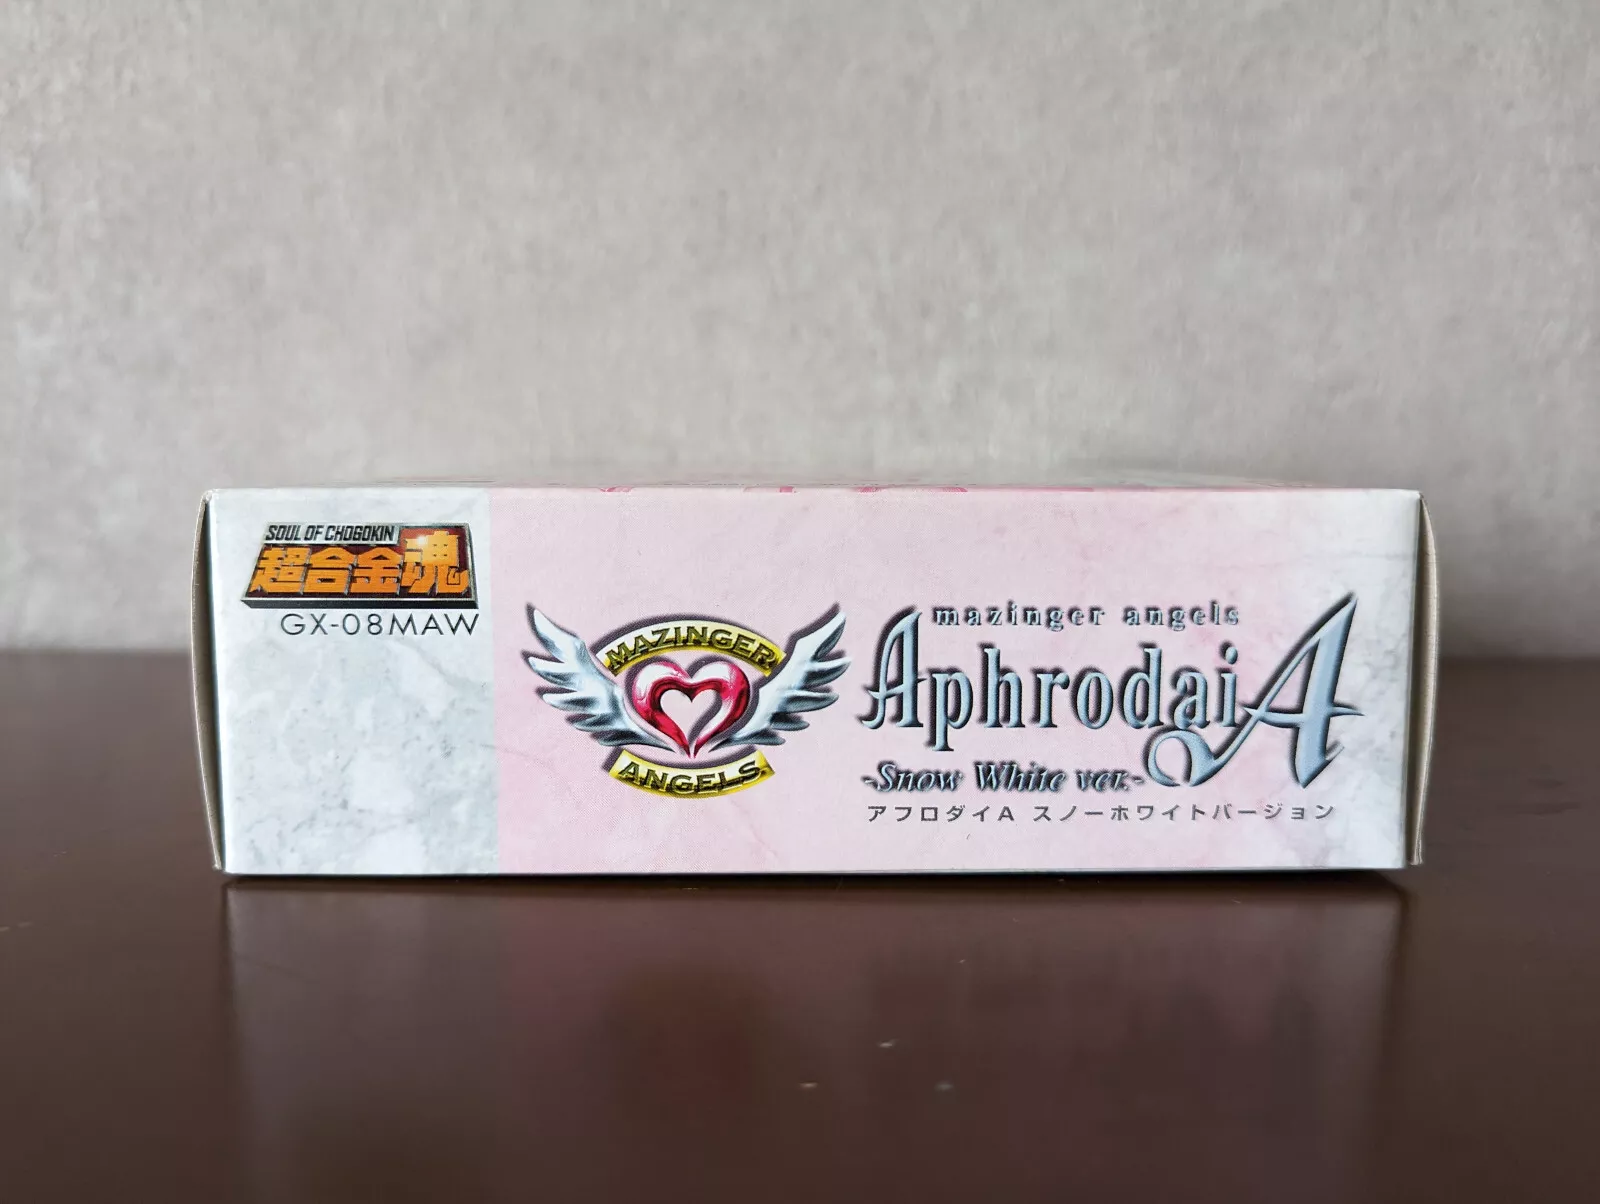 SOUL OF CHOGOKIN
超合金魂
GX-08MAW
MAZINGER
ANGELS
mazinger angels
AphrodaiA
-Snow White ver.-
アフロダイA スノーホワイトバージョン